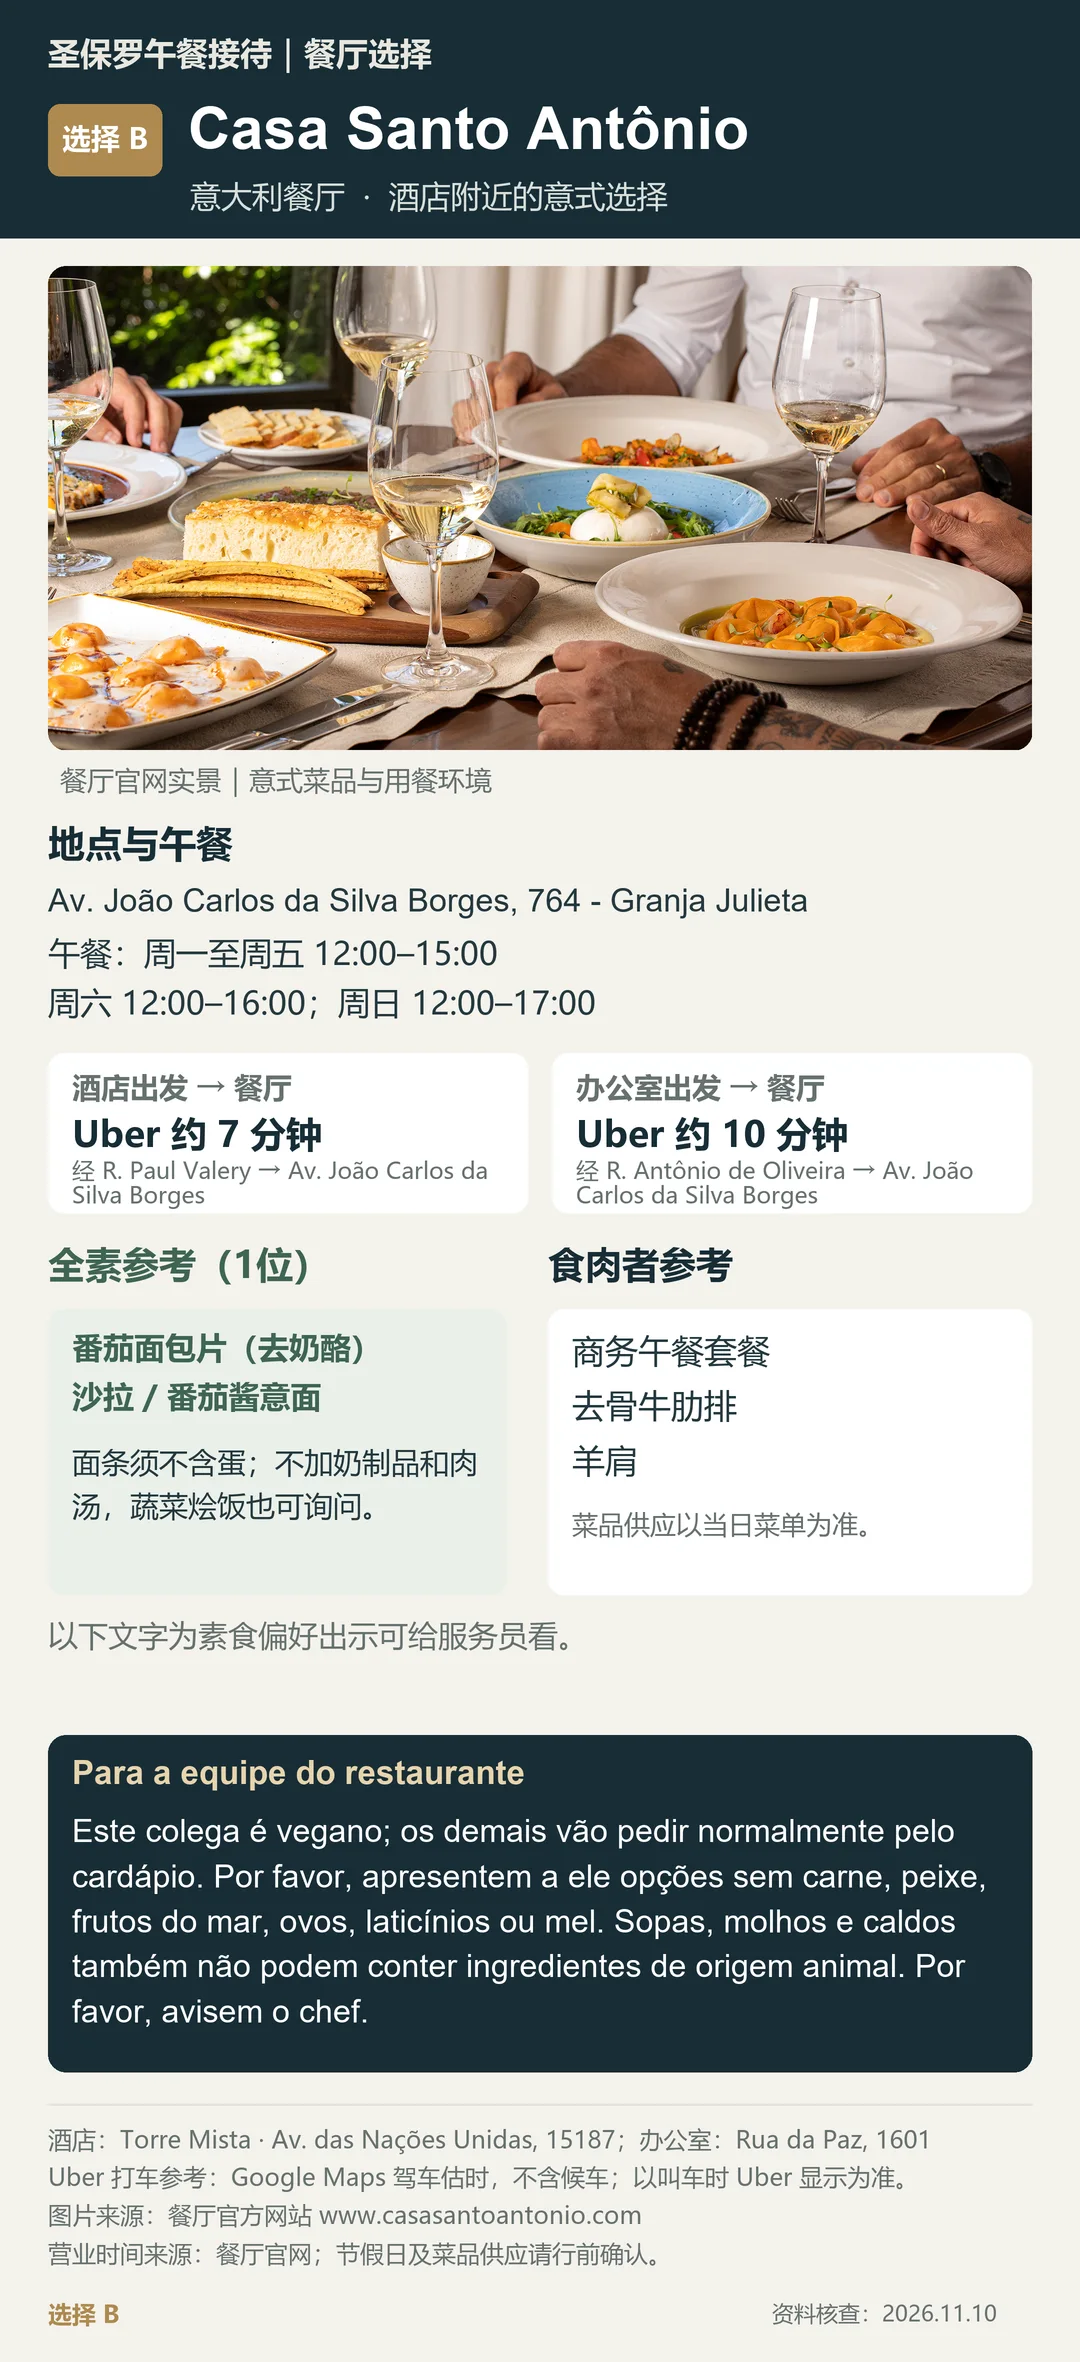 圣保罗午餐接待｜餐厅选择
选择 B
Casa Santo Antônio
意大利餐厅 · 酒店附近的意式选择
餐厅官网实景｜意式菜品与用餐环境
地点与午餐
Av. João Carlos da Silva Borges, 764 - Granja Julieta
午餐：周一至周五 12:00–15:00
周六 12:00–16:00；周日 12:00–17:00
酒店出发 → 餐厅
Uber 约 7 分钟
经 R. Paul Valery → Av. João Carlos da
Silva Borges
办公室出发 → 餐厅
Uber 约 10 分钟
经 R. Antônio de Oliveira → Av. João
Carlos da Silva Borges
全素参考（1位）
番茄面包片（去奶酪）
沙拉 / 番茄酱意面
面条须不含蛋；不加奶制品和肉
汤，蔬菜烩饭也可询问。
食肉者参考
商务午餐套餐
去骨牛肋排
羊肩
菜品供应以当日菜单为准。
以下文字为素食偏好出示可给服务员看。
Para a equipe do restaurante
Este colega é vegano; os demais vão pedir normalmente pelo
cardápio. Por favor, apresentem a ele opções sem carne, peixe,
frutos do mar, ovos, laticínios ou mel. Sopas, molhos e caldos
também não podem conter ingredientes de origem animal. Por
favor, avisem o chef.
酒店：Torre Mista · Av. das Nações Unidas, 15187；办公室：Rua da Paz, 1601
Uber 打车参考：Google Maps 驾车估时，不含候车；以叫车时 Uber 显示为准。
图片来源：餐厅官方网站 www.casasantoantonio.com
营业时间来源：餐厅官网；节假日及菜品供应请行前确认。
选择 B
资料核查：2026.11.10